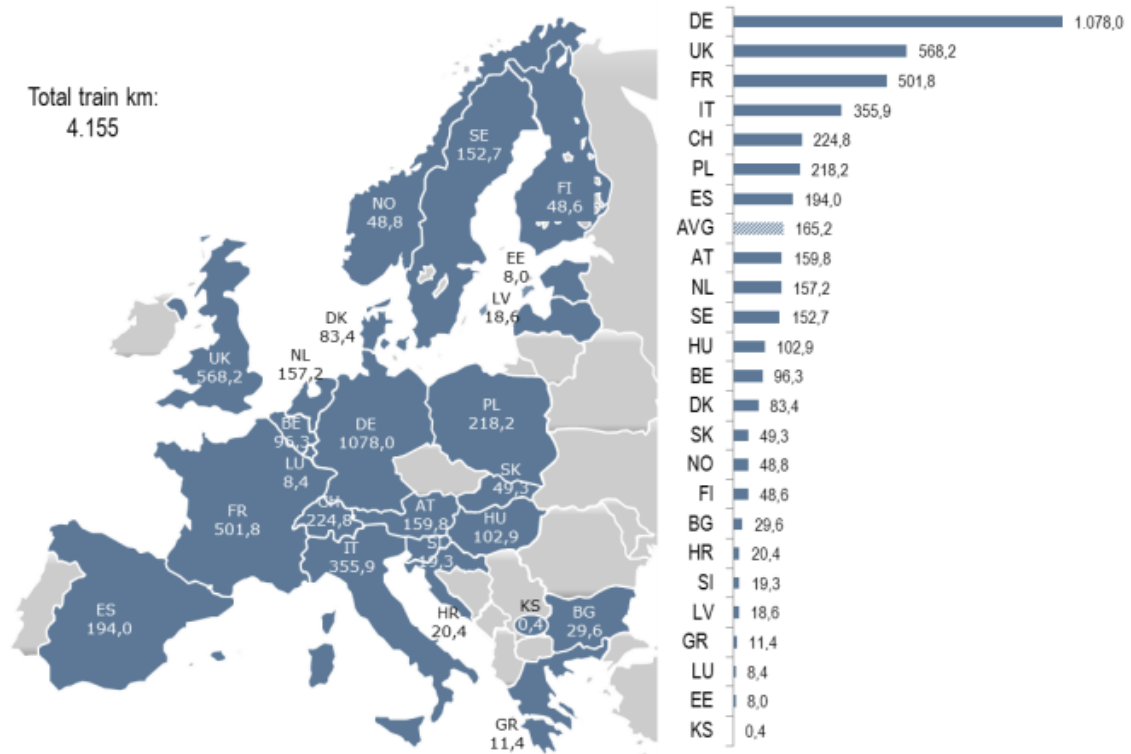 Total train km:
4.155
SE
152,7
FI
48,6
NO
48,8
EE
8,0
LV
18,6
DK
83,4
NL
157,2
UK
568,2
BE
96,3
DE
1078,0
PL
218,2
LU
8,4
SK
49,3
FR
501,8
CH
224,8
AT
159,8
HU
102,9
SI
19,3
IT
355,9
ES
194,0
HR
20,4
KS
0,4
BG
29,6
GR
11,4
DE 1.078,0
UK 568,2
FR 501,8
IT 355,9
CH 224,8
PL 218,2
ES 194,0
AVG 165,2
AT 159,8
NL 157,2
SE 152,7
HU 102,9
BE 96,3
DK 83,4
SK 49,3
NO 48,8
FI 48,6
BG 29,6
HR 20,4
SI 19,3
LV 18,6
GR 11,4
LU 8,4
EE 8,0
KS 0,4